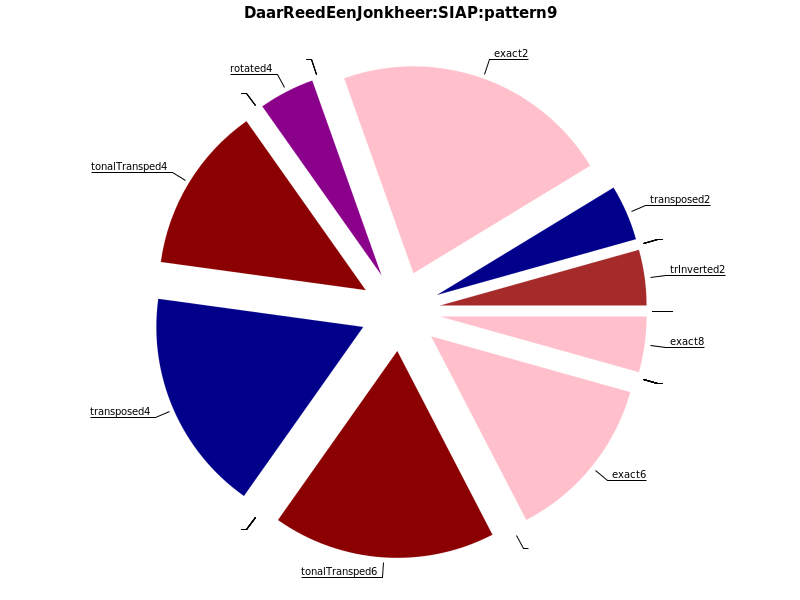 DaarReedEenJonkheer:SIAP:pattern9
exact2
rotated4
tonalTransped4
transposed2
trInverted2
exact8
transposed4
exact6
tonalTransped6